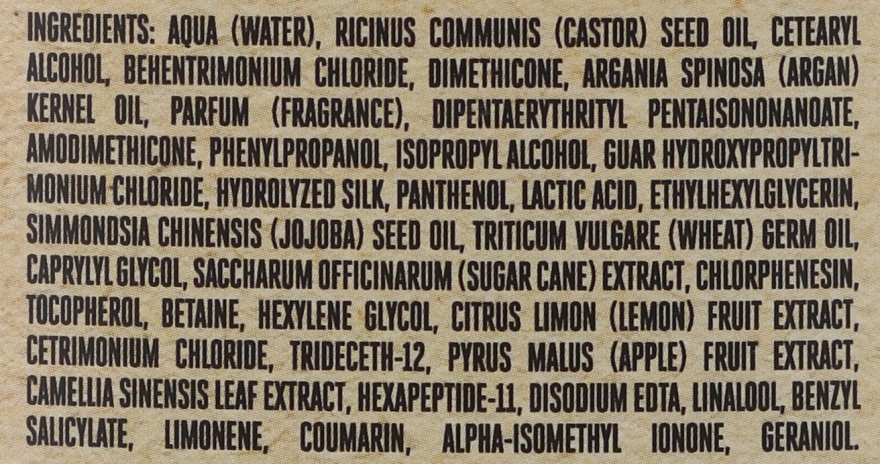 INGREDIENTS: AQUA (WATER), RICINUS COMMUNIS (CASTOR) SEED OIL, CETEARYL
ALCOHOL, BEHENTRIMONIUM CHLORIDE, DIMETHICONE, ARGANIA SPINOSA (ARGAN)
KERNEL OIL, PARFUM (FRAGRANCE), DIPENTAERYTHRITYL PENTAISONONANOATE,
AMODIMETHICONE, PHENYLPROPANOL, ISOPROPYL ALCOHOL, GUAR HYDROXYPROPYLTRI-
MONIUM CHLORIDE, HYDROLYZED SILK, PANTHENOL, LACTIC ACID, ETHYLHEXYLGLYCERIN,
SIMMONDSIA CHINENSIS (JOJOBA) SEED OIL, TRITICUM VULGARE (WHEAT) GERM OIL,
CAPRYLYL GLYCOL, SACCHARUM OFFICINARUM (SUGAR CANE) EXTRACT, CHLORPHENESIN,
TOCOPHEROL, BETAINE, HEXYLENE GLYCOL, CITRUS LIMON (LEMON) FRUIT EXTRACT,
CETRIMONIUM CHLORIDE, TRIDECETH-12, PYRUS MALUS (APPLE) FRUIT EXTRACT,
CAMELLIA SINENSIS LEAF EXTRACT, HEXAPEPTIDE-11, DISODIUM EDTA, LINALOOL, BENZYL
SALICYLATE, LIMONENE, COUMARIN, ALPHA-ISOMETHYL IONONE, GERANIOL.